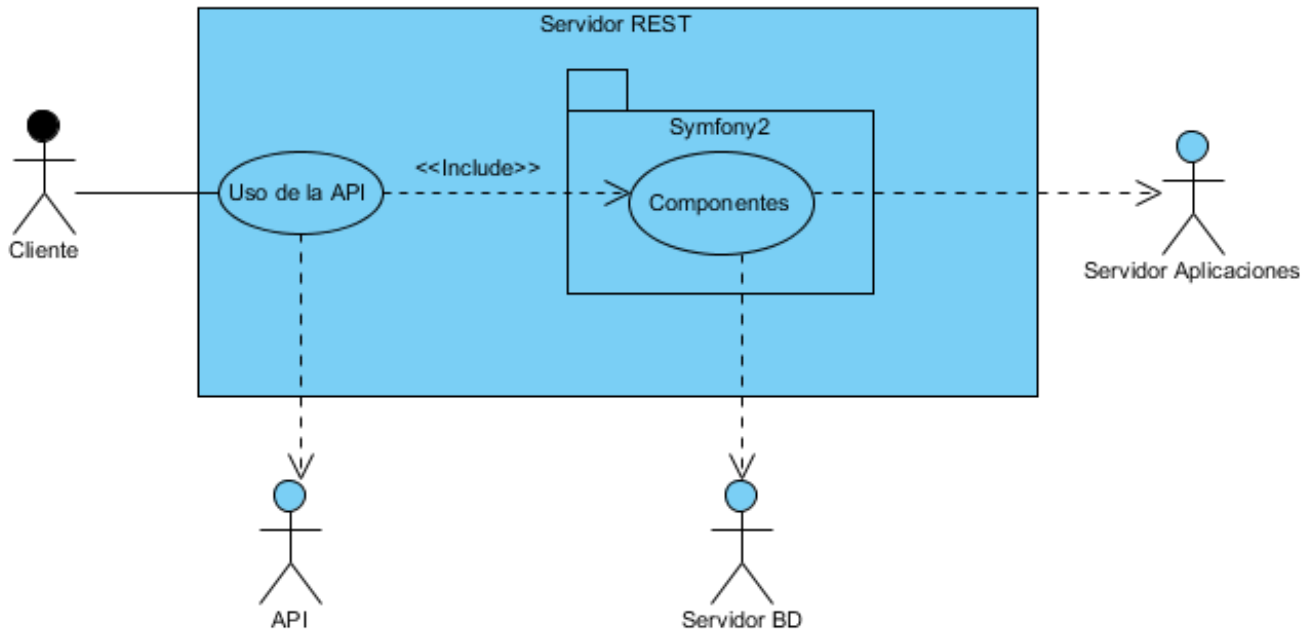 Servidor REST
Symfony2
<<Include>>
Uso de la API
Componentes
Cliente
Servidor Aplicaciones
API
Servidor BD